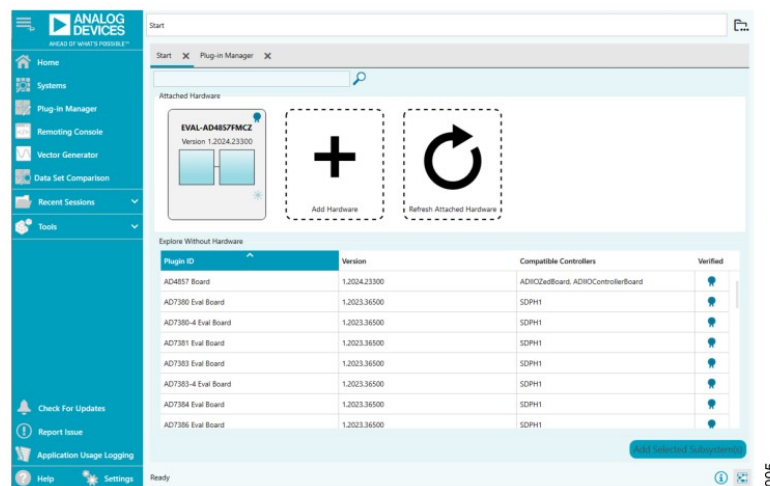 ANALOG
DEVICES
AHEAD OF WHAT'S POSSIBLE™
Home
Systems
Plug-in Manager
Remoting Console
Vector Generator
Data Set Comparison
Recent Sessions
Tools
Check For Updates
Report Issue
Application Usage Logging
Help Settings
Start
Start Plug-in Manager
Attached Hardware
EVAL-AD4857FMCZ
Version 1.2024.23300
Add Hardware
Refresh Attached Hardware
Explore Without Hardware
Plugin ID Version Compatible Controllers Verified
AD4857 Board 1.2024.23300 ADIIOZedBoard, ADIIOControllerBoard
AD7380 Eval Board 1.2023.36500 SDPH1
AD7380-4 Eval Board 1.2023.36500 SDPH1
AD7381 Eval Board 1.2023.36500 SDPH1
AD7383 Eval Board 1.2023.36500 SDPH1
AD7383-4 Eval Board 1.2023.36500 SDPH1
AD7384 Eval Board 1.2023.36500 SDPH1
AD7386 Eval Board 1.2023.36500 SDPH1
Add Selected Subsystem(s)
Ready
005